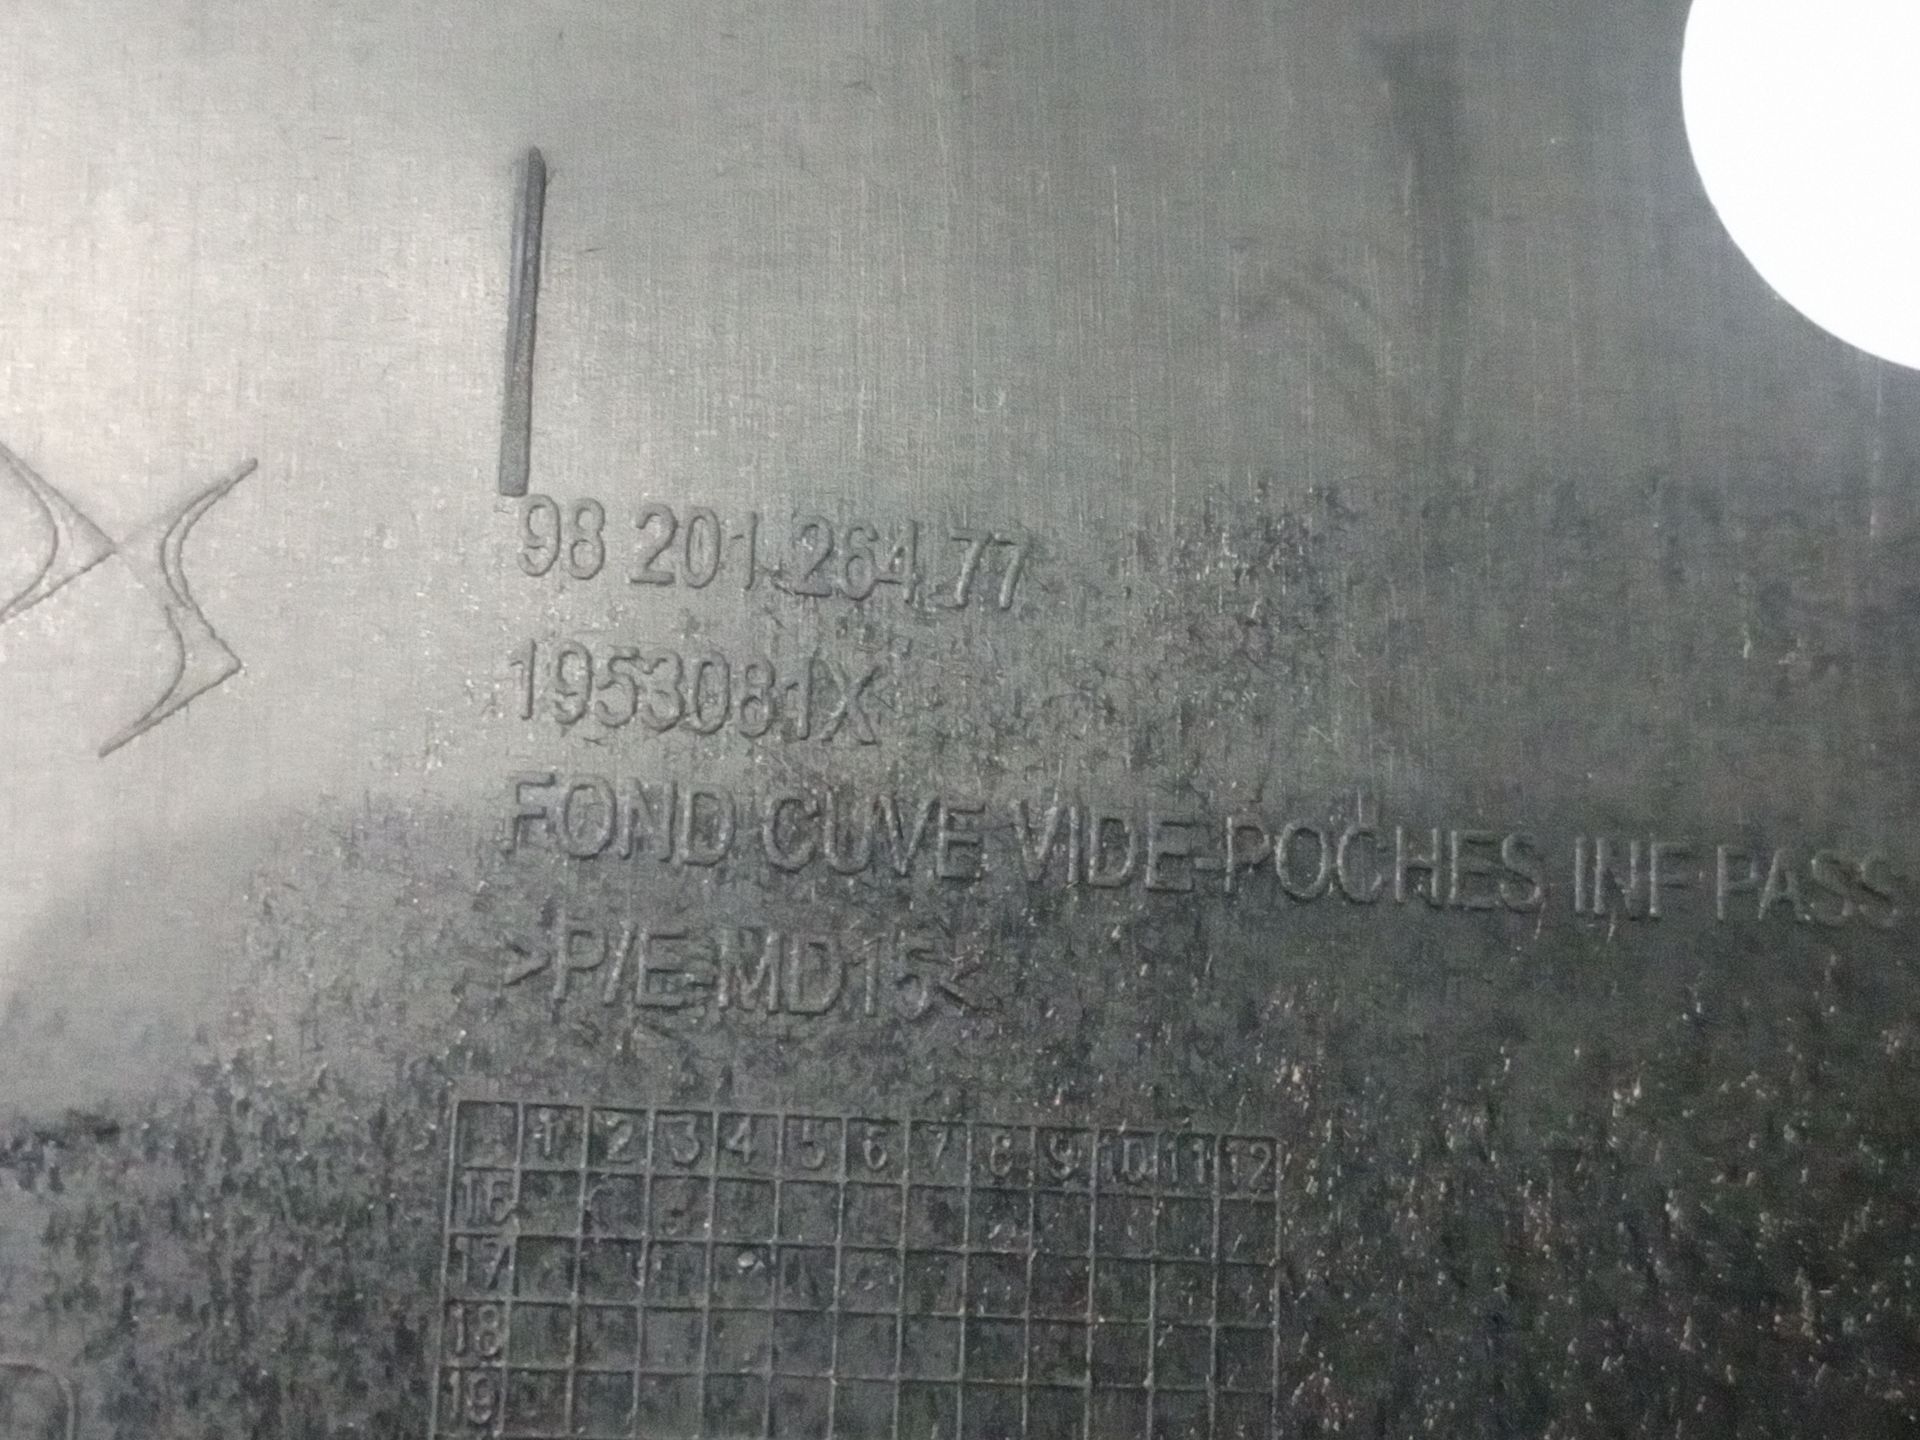 DS
98 201 264 77
1953081X
FOND CUVE VIDE-POCHES INF PASS
>P/E-MD15<
1 2 3 4 5 6 7 8 9 10 11 12
16
17
18
19